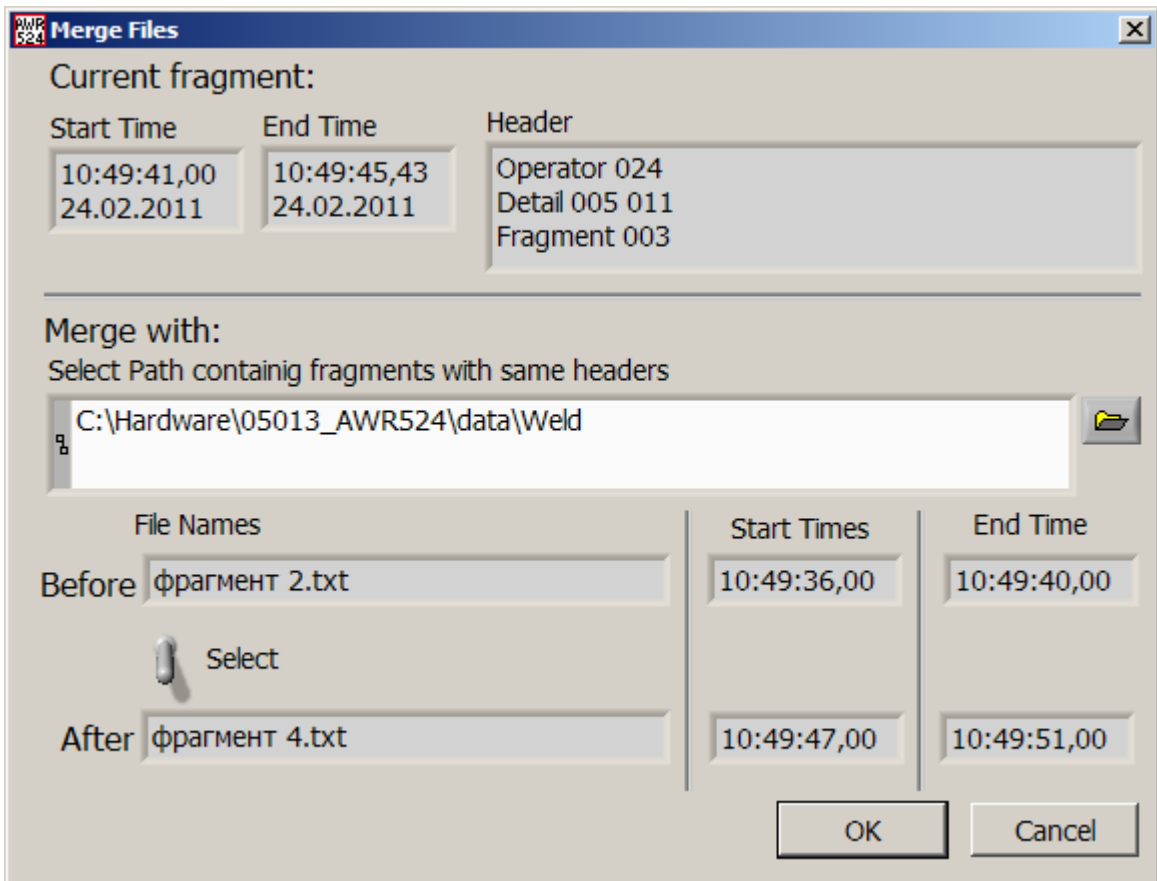 AWR
524
Merge Files
Current fragment:
Start Time
End Time
Header
10:49:41,00
24.02.2011
10:49:45,43
24.02.2011
Operator 024
Detail 005 011
Fragment 003
Merge with:
Select Path containig fragments with same headers
C:\Hardware\05013_AWR524\data\Weld
File Names
Start Times
End Time
Before
фрагмент 2.txt
10:49:36,00
10:49:40,00
Select
After
фрагмент 4.txt
10:49:47,00
10:49:51,00
OK
Cancel